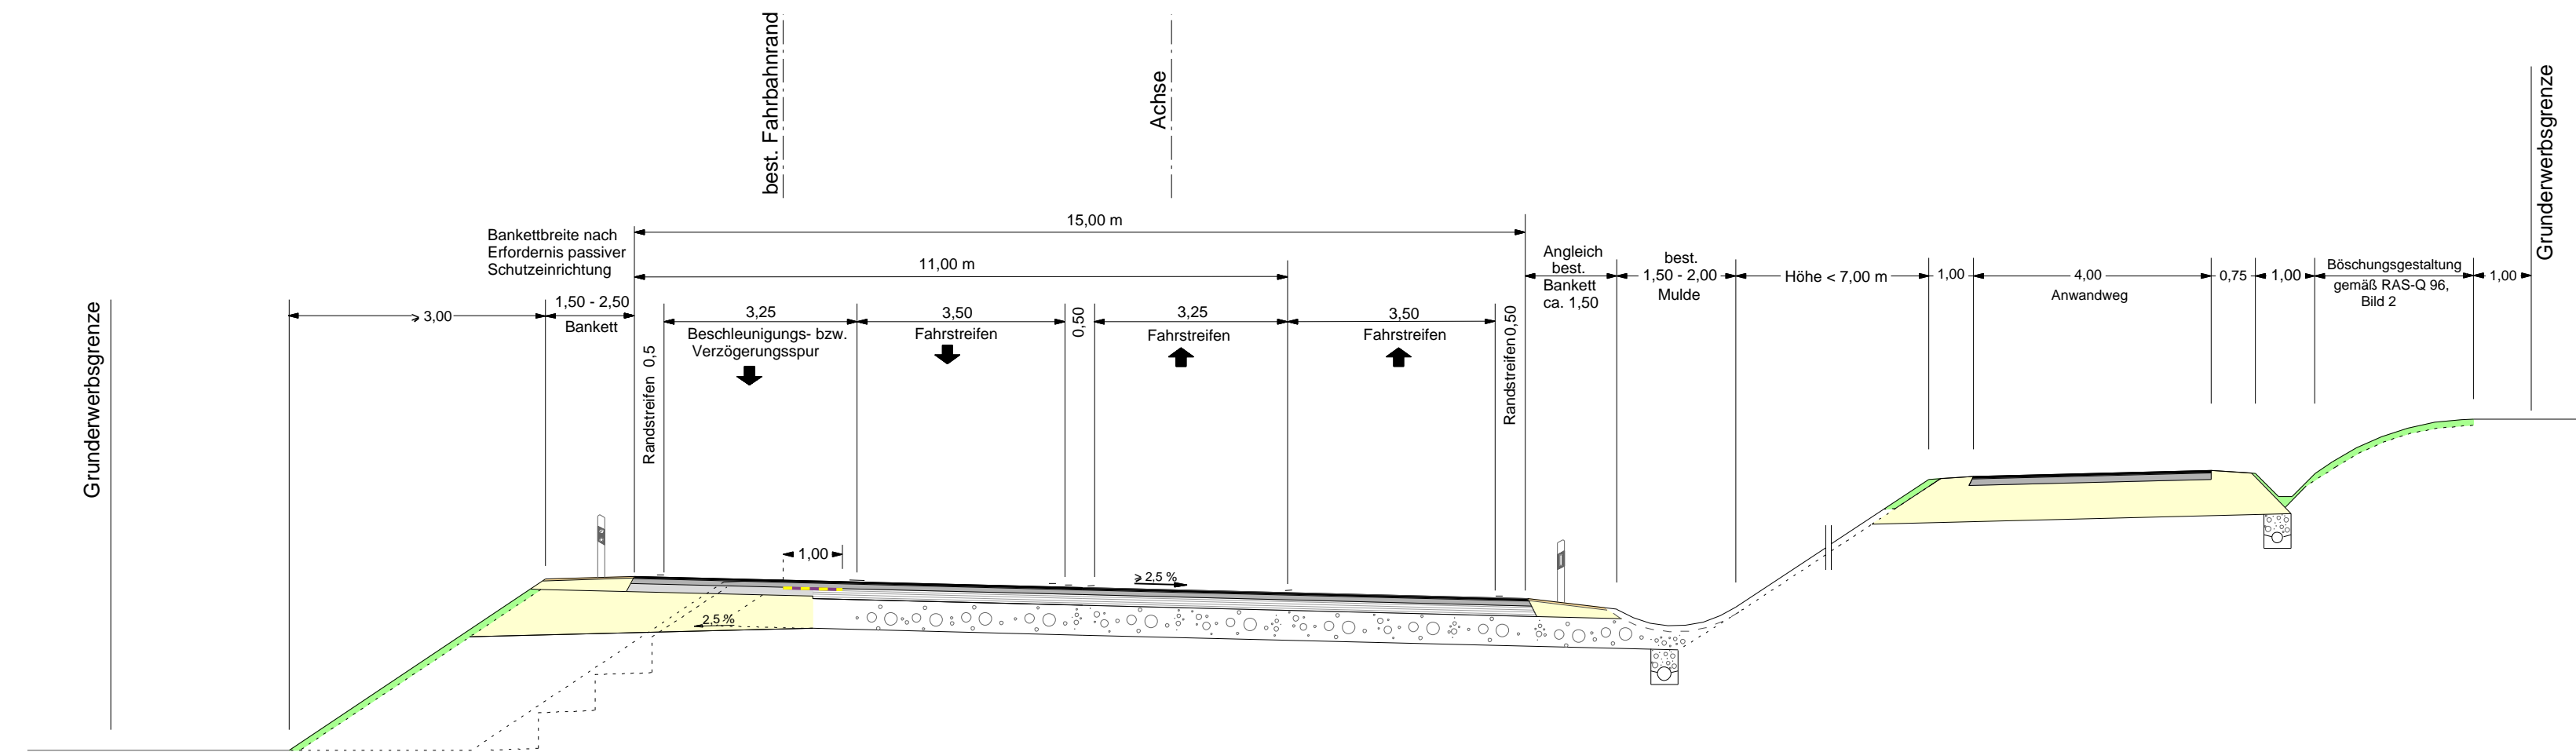 best. Fahrbahnrand
Achse
Grunderwerbsgrenze
Grunderwerbsgrenze
15,00 m
11,00 m
Bankettbreite nach
Erfordernis passiver
Schutzeinrichtung
⩾ 3,00
1,50 - 2,50
Bankett
Randstreifen 0,5
3,25
Beschleunigungs- bzw.
Verzögerungsspur
3,50
Fahrstreifen
0,50
3,25
Fahrstreifen
3,50
Fahrstreifen
Randstreifen 0,50
Angleich
best.
Bankett
ca. 1,50
best.
1,50 - 2,00
Mulde
Höhe < 7,00 m
1,00
4,00
Anwandweg
0,75
1,00
Böschungsgestaltung
gemäß RAS-Q 96,
Bild 2
1,00
1,00
⩾ 2,5 %
2,5 %